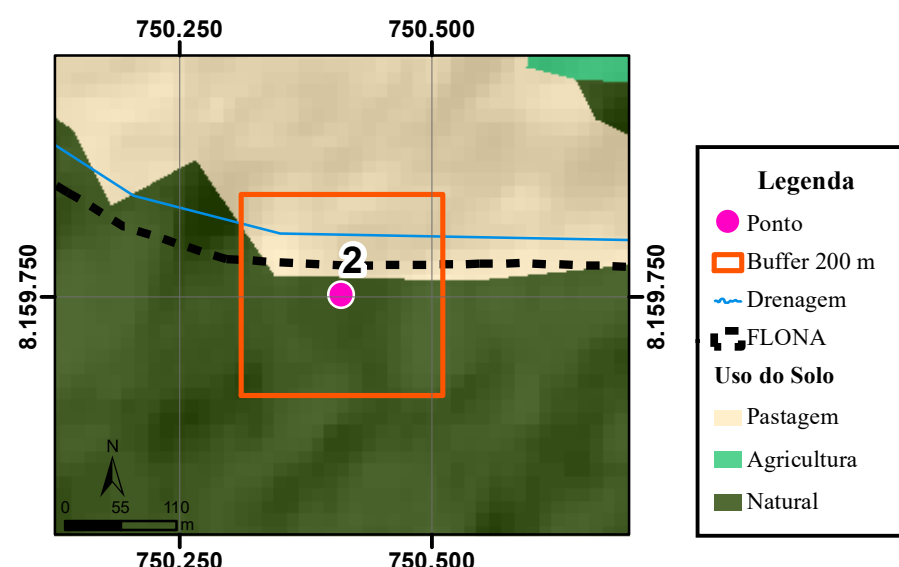 750.250 750.500
8.159.750
2
8.159.750
N
0 55 110
m
750.250 750.500
Legenda
Ponto
Buffer 200 m
Drenagem
FLONA
Uso do Solo
Pastagem
Agricultura
Natural